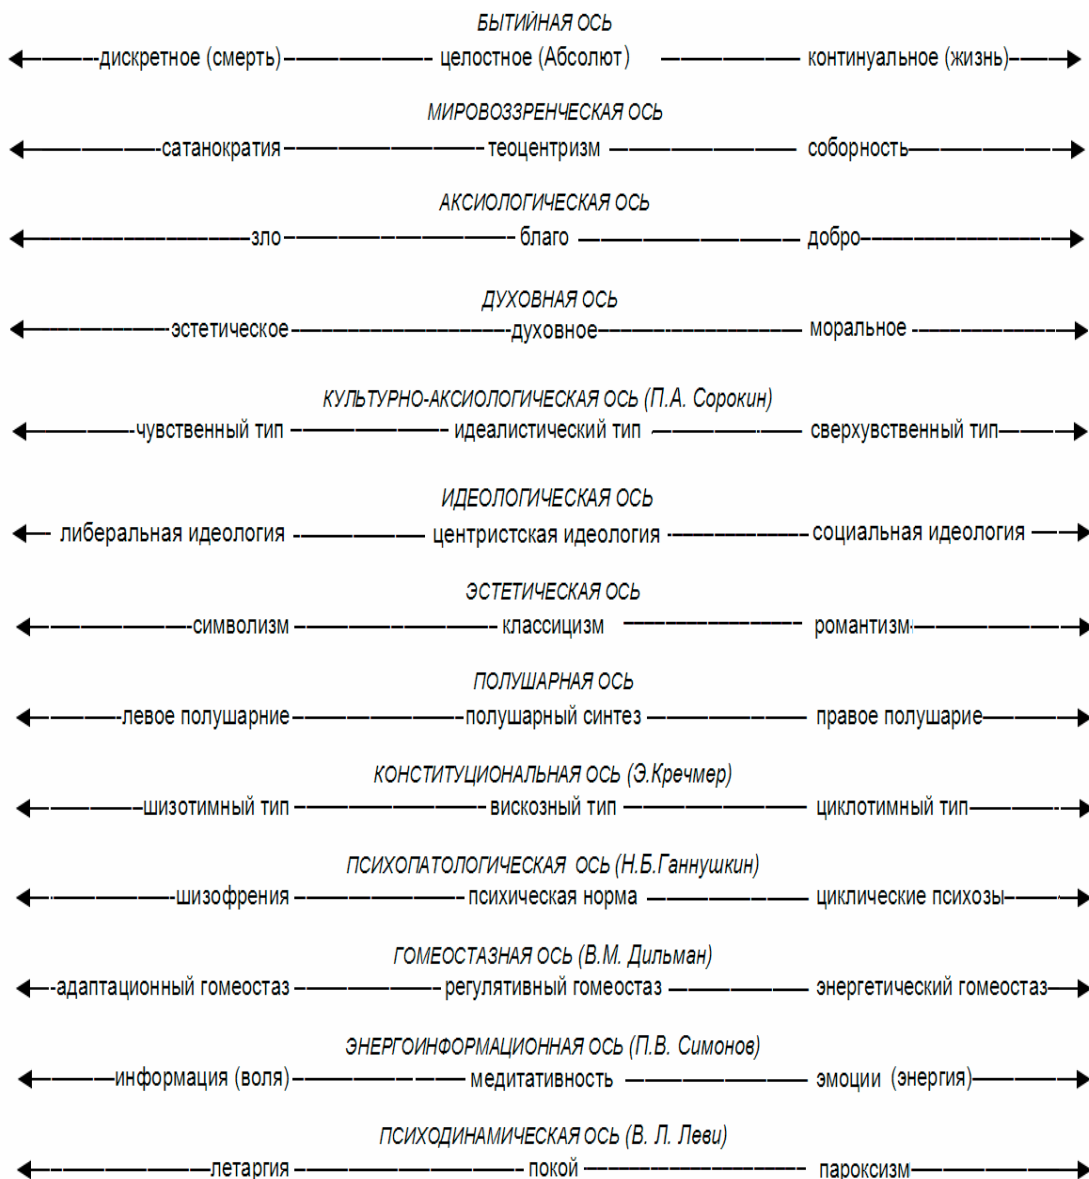 БЫТИЙНАЯ ОСЬ
дискретное (смерть) целостное (Абсолют) континуальное (жизнь)
МИРОВОЗЗРЕНЧЕСКАЯ ОСЬ
сатанократия теоцентризм соборность
АКСИОЛОГИЧЕСКАЯ ОСЬ
зло благо добро
ДУХОВНАЯ ОСЬ
эстетическое духовное моральное
КУЛЬТУРНО-АКСИОЛОГИЧЕСКАЯ ОСЬ (П.А. Сорокин)
чувственный тип идеалистический тип сверхувственный тип
ИДЕОЛОГИЧЕСКАЯ ОСЬ
либеральная идеология центристская идеология социальная идеология
ЭСТЕТИЧЕСКАЯ ОСЬ
символизм классицизм романтизм
ПОЛУШАРНАЯ ОСЬ
левое полушарние полушарный синтез правое полушарие
КОНСТИТУЦИОНАЛЬНАЯ ОСЬ (Э.Кречмер)
шизотимный тип вискозный тип циклотимный тип
ПСИХОПАТОЛОГИЧЕСКАЯ ОСЬ (Н.Б.Ганнушкин)
шизофрения психическая норма циклические психозы
ГОМЕОСТАЗНАЯ ОСЬ (В.М. Дильман)
адаптационный гомеостаз регулятивный гомеостаз энергетический гомеостаз
ЭНЕРГОИНФОРМАЦИОННАЯ ОСЬ (П.В. Симонов)
информация (воля) медитативность эмоции (энергия)
ПСИХОДИНАМИЧЕСКАЯ ОСЬ (В. Л. Леви)
летаргия покой пароксизм